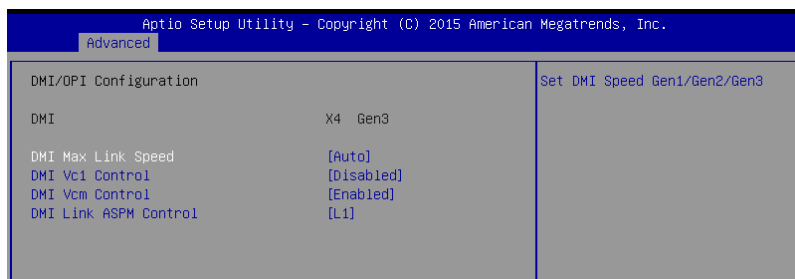 Aptio Setup Utility – Copyright (C) 2015 American Megatrends, Inc.
Advanced
DMI/OPI Configuration
Set DMI Speed Gen1/Gen2/Gen3
DMI X4 Gen3
DMI Max Link Speed [Auto]
DMI Vc1 Control [Disabled]
DMI Vcm Control [Enabled]
DMI Link ASPM Control [L1]